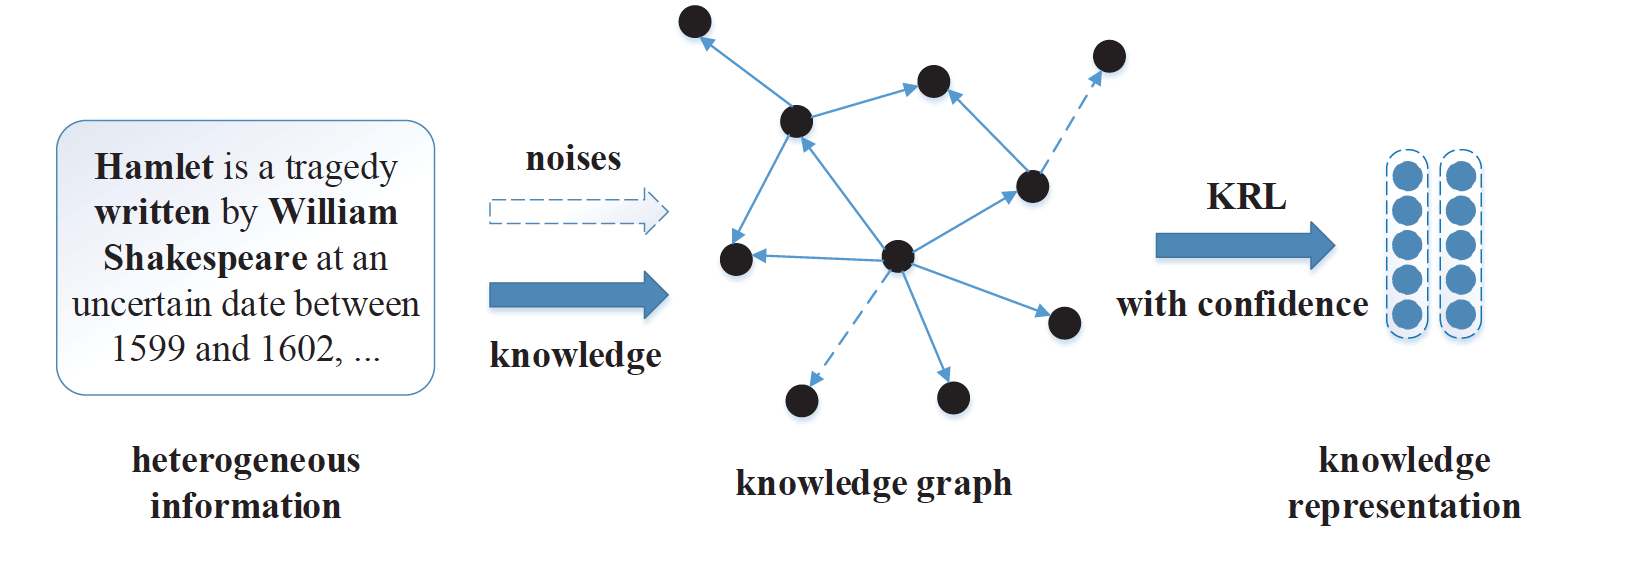 Hamlet is a tragedy
written by William
Shakespeare at an
uncertain date between
1599 and 1602, ...
heterogeneous
information
noises
knowledge
knowledge graph
KRL
with confidence
knowledge
representation